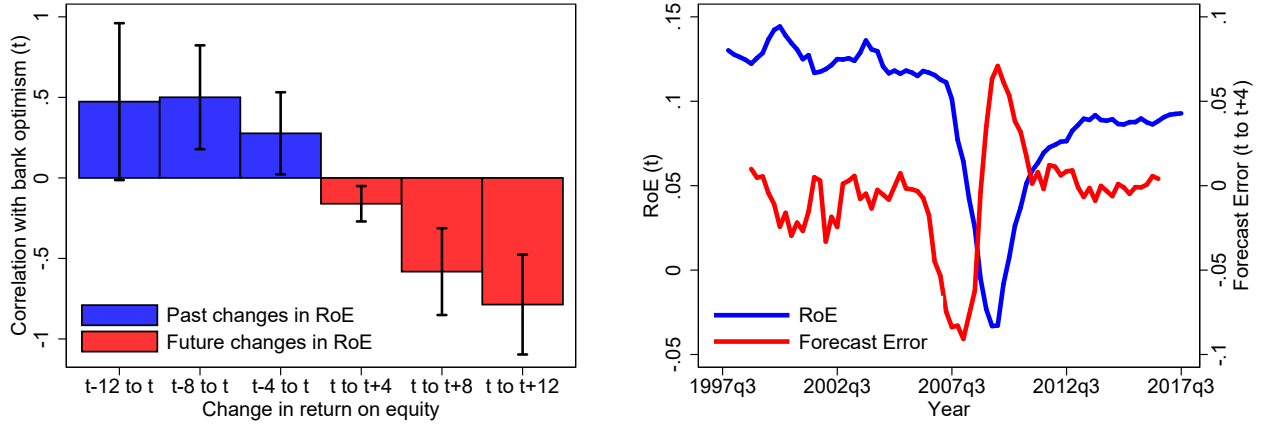 Correlation with bank optimism (t)
1
.5
0
-.5
-1
Past changes in RoE
Future changes in RoE
t-12 to t t-8 to t t-4 to t t to t+4 t to t+8 t to t+12
Change in return on equity
RoE (t)
.15
.1
.05
0
-.05
RoE
Forecast Error
1997q3 2002q3 2007q3 2012q3 2017q3
Year
.1
.05
0
-.05
-.1
Forecast Error (t to t+4)